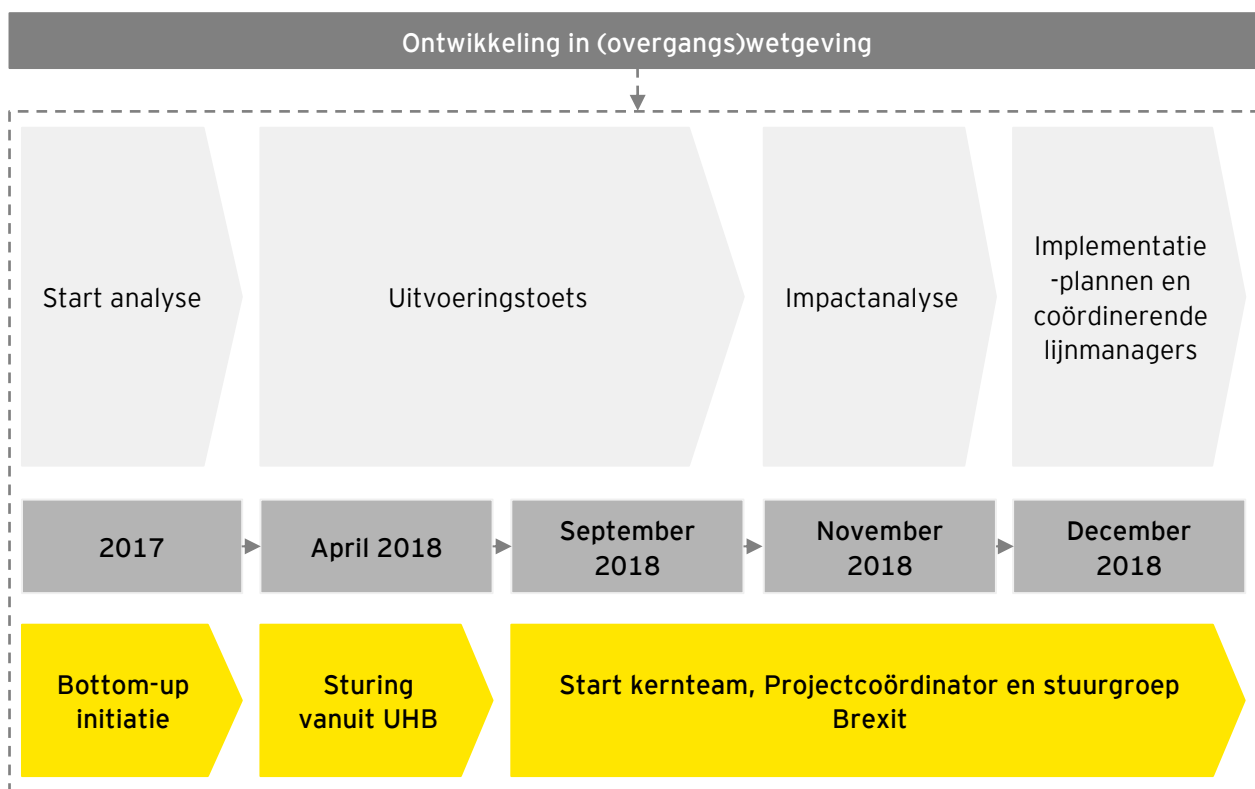 Ontwikkeling in (overgangs)wetgeving
Start analyse
Uitvoeringstoets
Impactanalyse
Implementatie
-plannen en
coördinerende
lijnmanagers
2017
April 2018
September
2018
November
2018
December
2018
Bottom-up
initiatie
Sturing
vanuit UHB
Start kernteam, Projectcoördinator en stuurgroep
Brexit